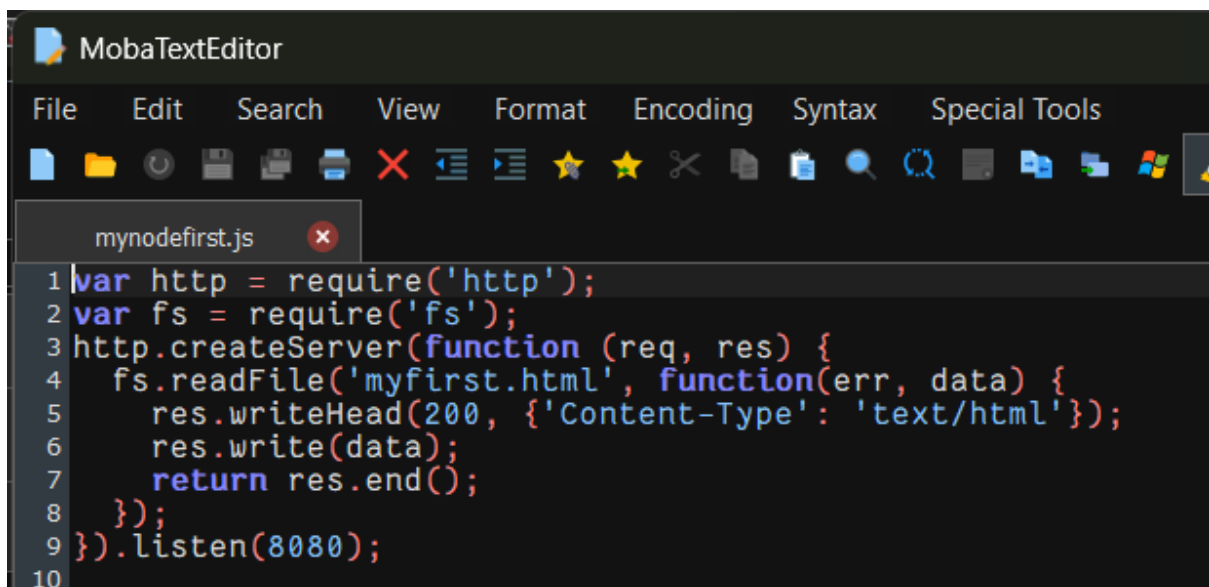 MobaTextEditor
File Edit Search View Format Encoding Syntax Special Tools
mynodefirst.js
1 var http = require('http');
2 var fs = require('fs');
3 http.createServer(function (req, res) {
4   fs.readFile('myfirst.html', function(err, data) {
5     res.writeHead(200, {'Content-Type': 'text/html'});
6     res.write(data);
7     return res.end();
8   });
9 }).listen(8080);
10